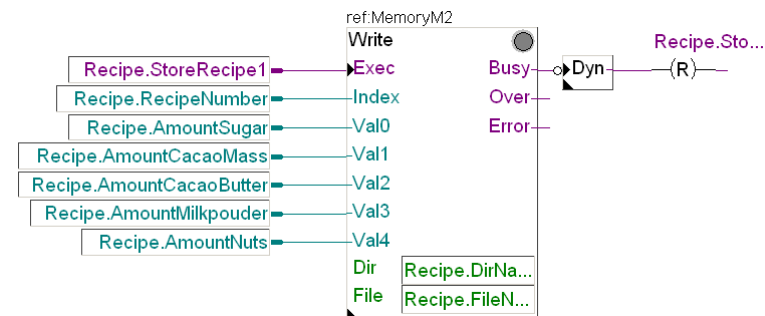 ref:MemoryM2
Write
Recipe.Sto...
Recipe.StoreRecipe1 Exec Busy Dyn (R)
Recipe.RecipeNumber Index Over
Recipe.AmountSugar Val0 Error
Recipe.AmountCacaoMass Val1
Recipe.AmountCacaoButter Val2
Recipe.AmountMilkpouder Val3
Recipe.AmountNuts Val4
Dir Recipe.DirNa...
File Recipe.FileN...